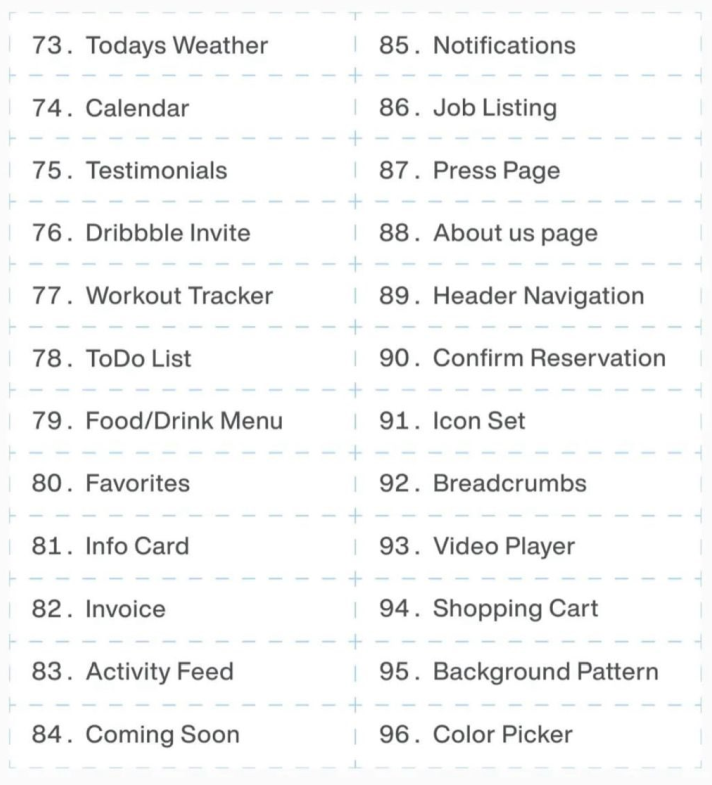 73. Todays Weather
74. Calendar
75. Testimonials
76. Dribbble Invite
77. Workout Tracker
78. ToDo List
79. Food/Drink Menu
80. Favorites
81. Info Card
82. Invoice
83. Activity Feed
84. Coming Soon
85. Notifications
86. Job Listing
87. Press Page
88. About us page
89. Header Navigation
90. Confirm Reservation
91. Icon Set
92. Breadcrumbs
93. Video Player
94. Shopping Cart
95. Background Pattern
96. Color Picker